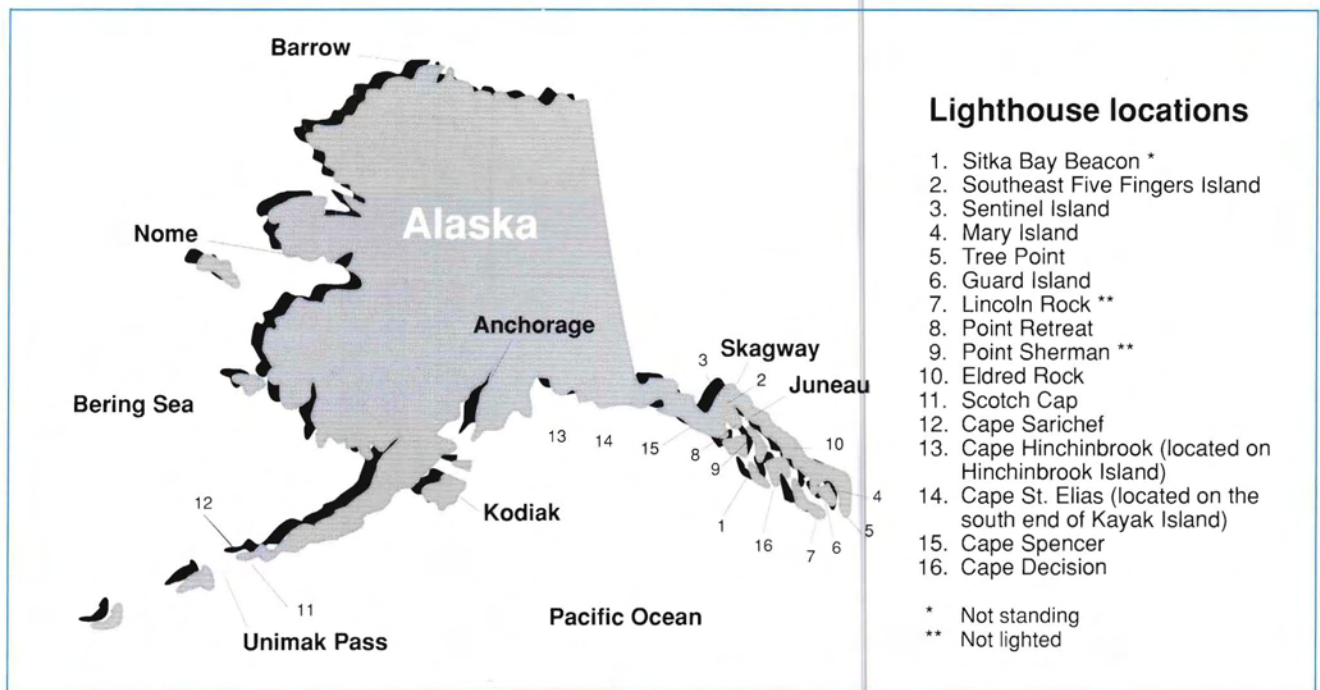 Barrow
Nome
Alaska
Anchorage
Bering Sea
Kodiak
Unimak Pass
Pacific Ocean
Skagway
Juneau
3
2
13
14
15
8
9
10
12
11
1
16
7
6
4
5
Lighthouse locations
1. Sitka Bay Beacon *
2. Southeast Five Fingers Island
3. Sentinel Island
4. Mary Island
5. Tree Point
6. Guard Island
7. Lincoln Rock **
8. Point Retreat
9. Point Sherman **
10. Eldred Rock
11. Scotch Cap
12. Cape Sarichef
13. Cape Hinchinbrook (located on
Hinchinbrook Island)
14. Cape St. Elias (located on the
south end of Kayak Island)
15. Cape Spencer
16. Cape Decision
* Not standing
** Not lighted